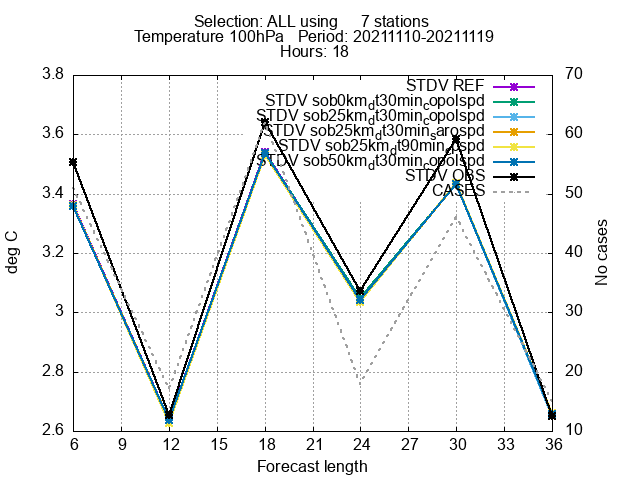 Selection: ALL using 7 stations
Temperature 100hPa Period: 20211110-20211119
Hours: 18
3.8
3.6
3.4
3.2
3
2.8
2.6
70
60
50
40
30
20
10
STDV REF
STDV sob0km_dt30min_copolspd
STDV sob25km_dt30min_copolspd
STDV sob25km_dt30min_sarospd
STDV sob50km_dt30min_copolspd
STDV OBS
CASES
deg C
No cases
6 9 12 15 18 21 24 27 30 33 36
Forecast length